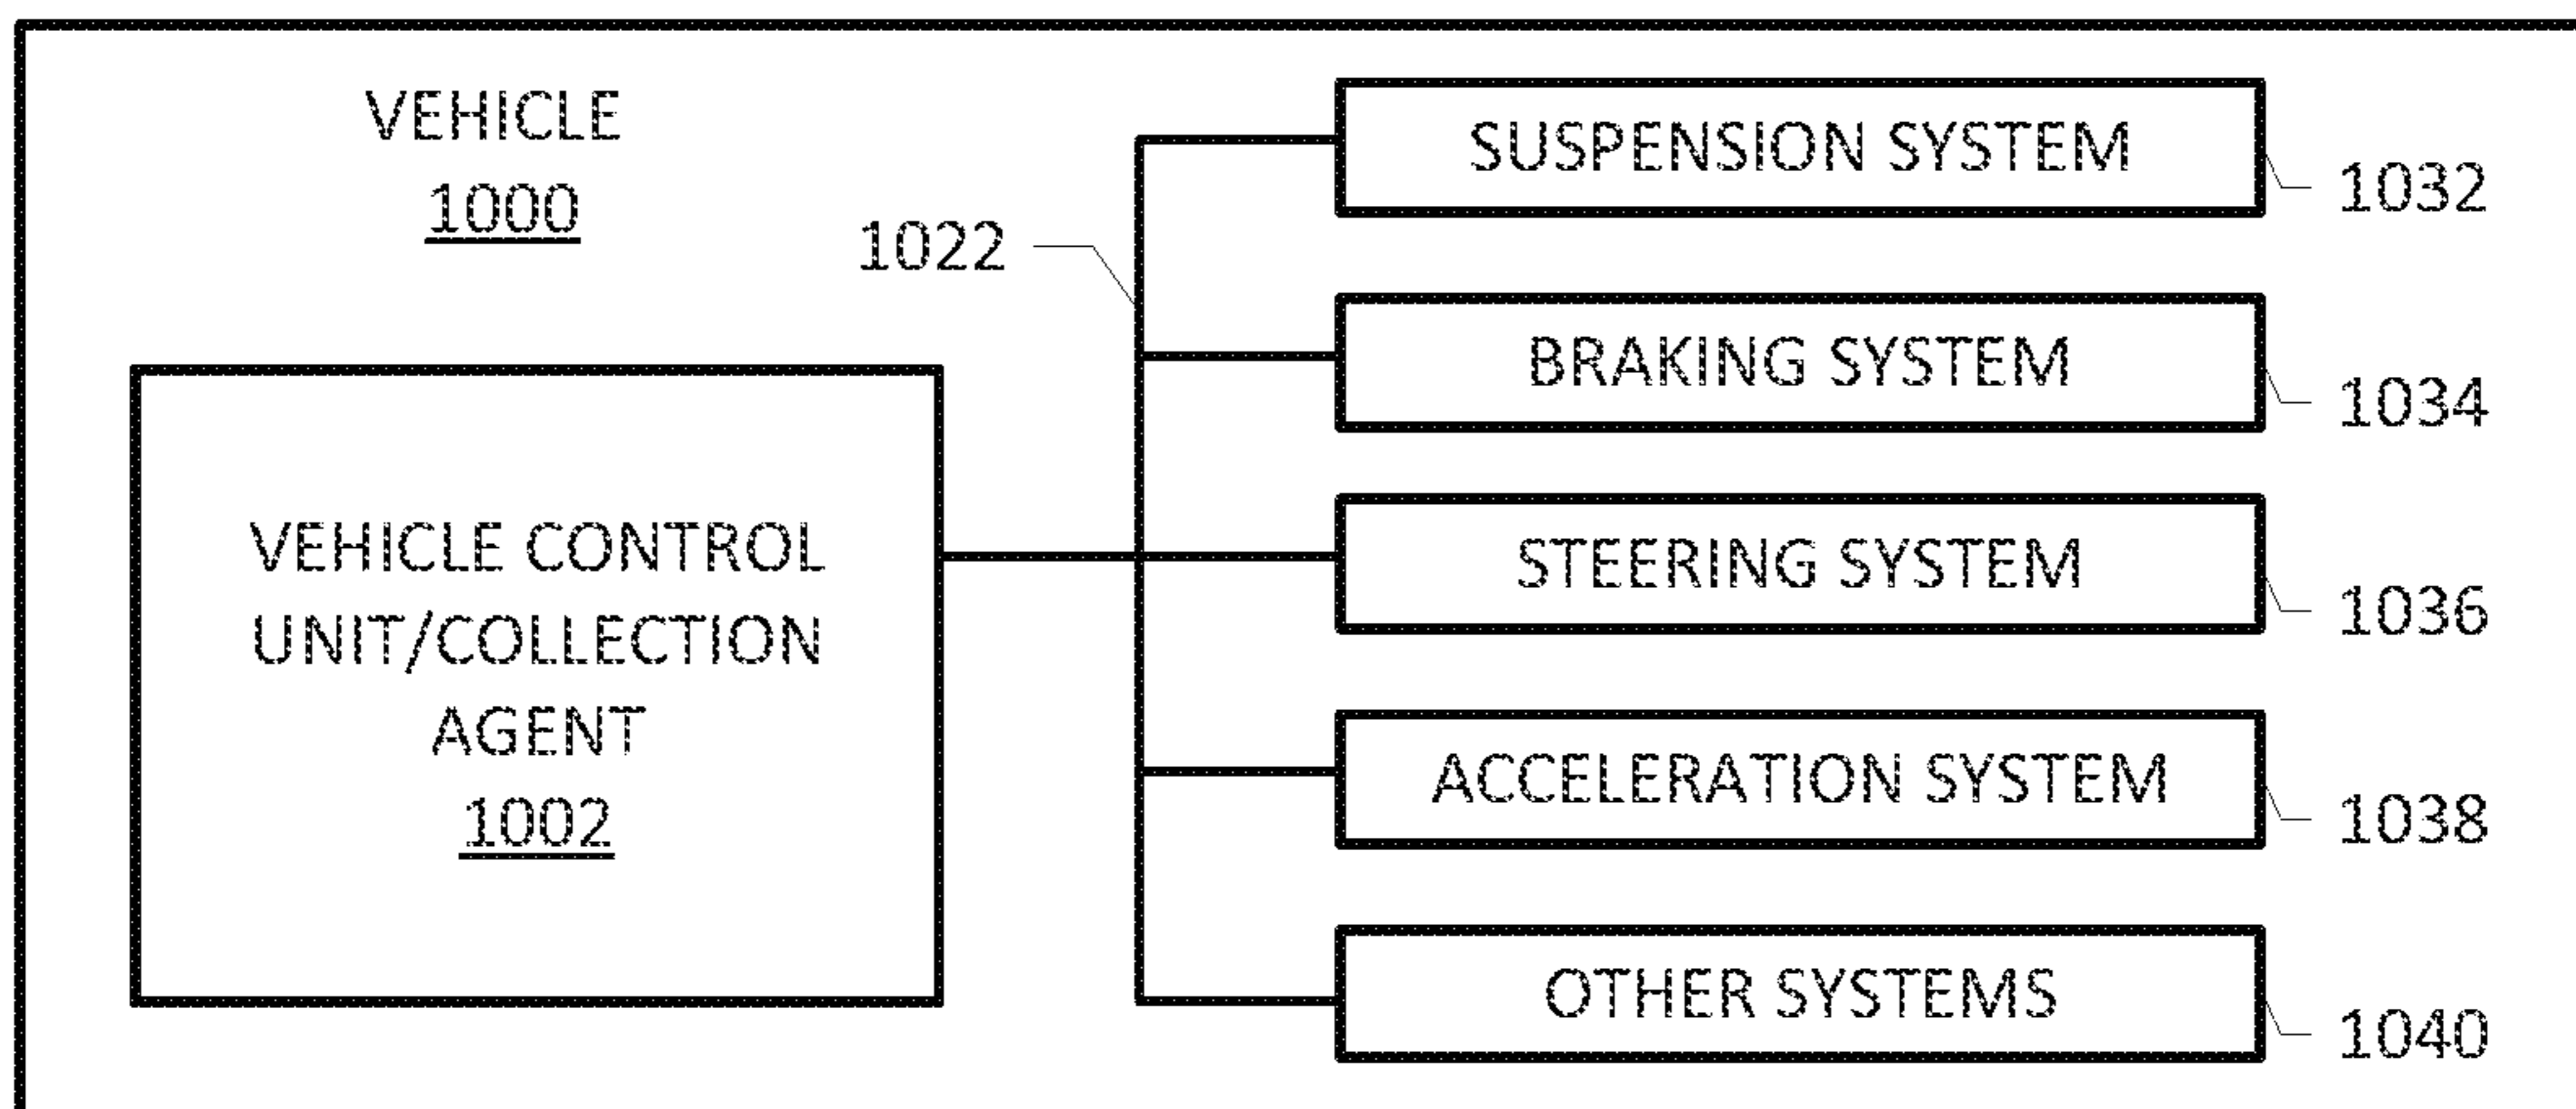 VEHICLE
1000
1022
VEHICLE CONTROL
UNIT/COLLECTION
AGENT
1002
SUSPENSION SYSTEM
1032
BRAKING SYSTEM
1034
STEERING SYSTEM
1036
ACCELERATION SYSTEM
1038
OTHER SYSTEMS
1040